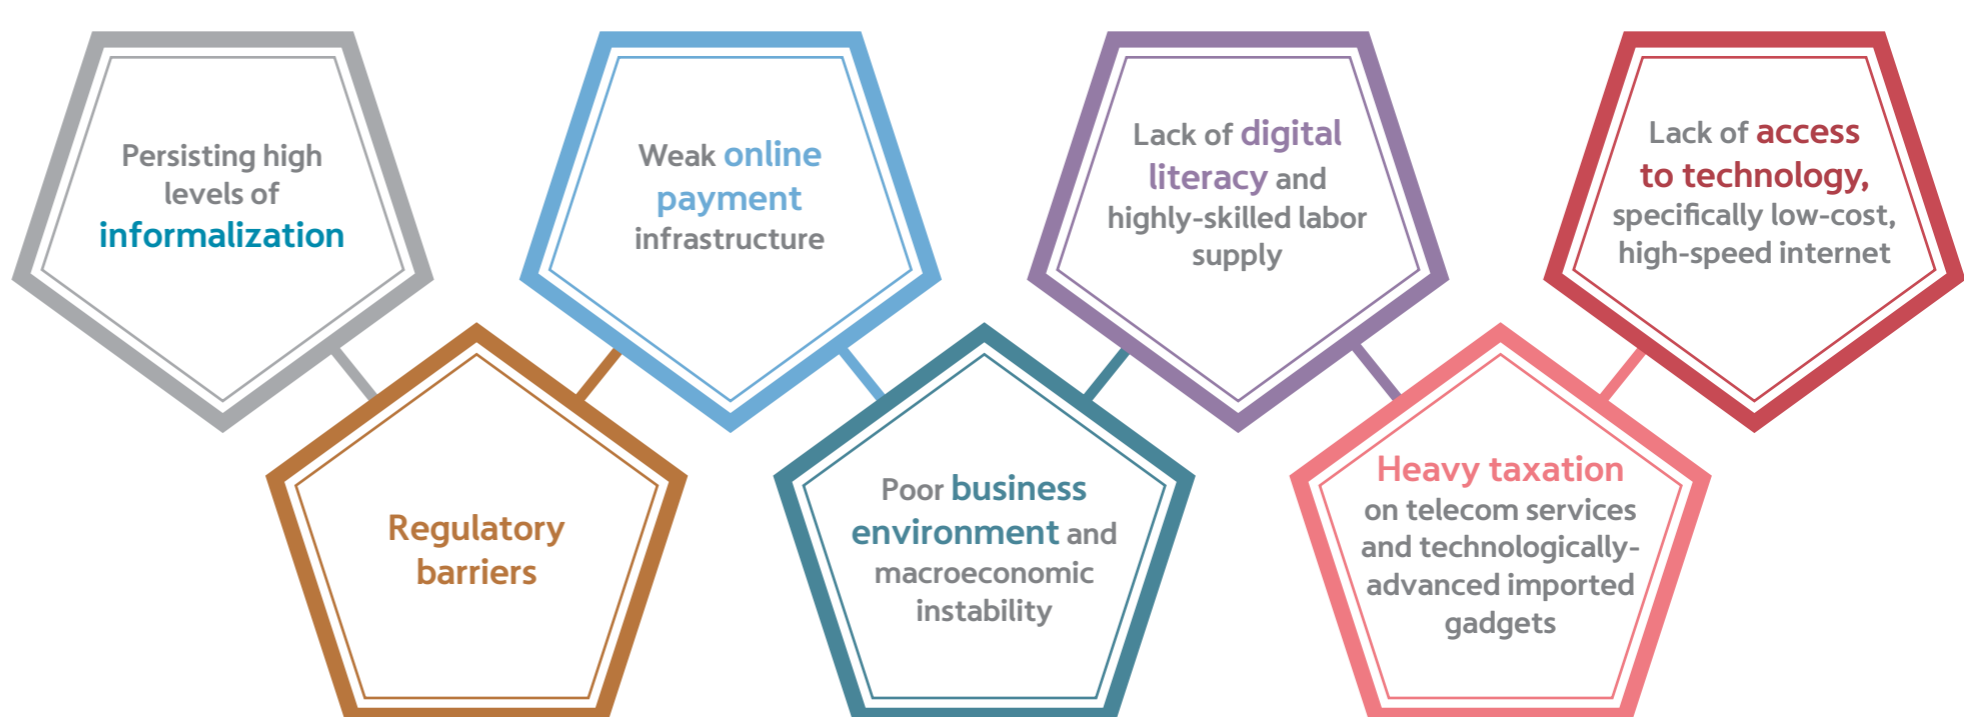 Persisting high
levels of
informalization
Regulatory
barriers
Weak online
payment
infrastructure
Poor business
environment and
macroeconomic
instability
Lack of digital
literacy and
highly-skilled labor
supply
Heavy taxation
on telecom services
and technologically-
advanced imported
gadgets
Lack of access
to technology,
specifically low-cost,
high-speed internet